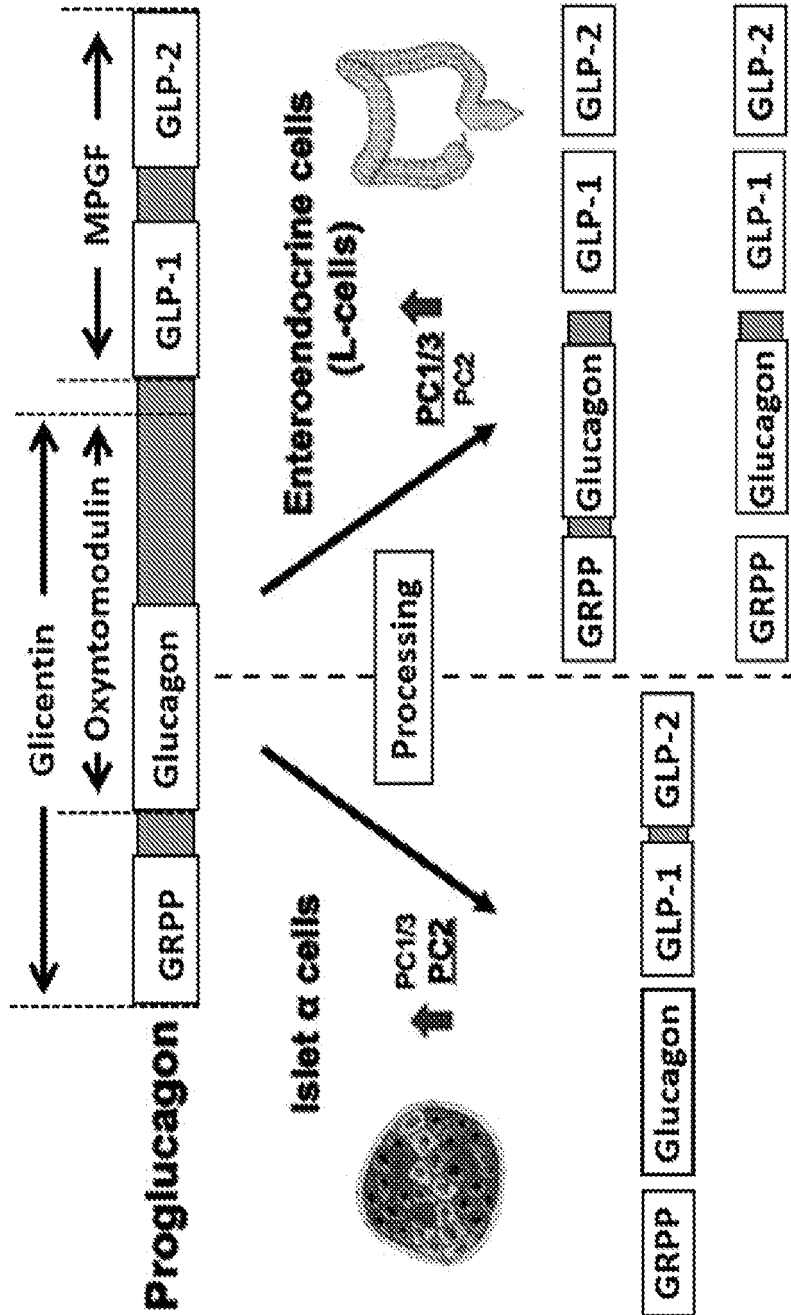 Glicentin
Oxyntomodulin
MPGF
Proglucagon
GRPP
Glucagon
GLP-1
GLP-2
Islet α cells
PC1/3
PC2
Processing
Enteroendocrine cells
(L-cells)
PC1/3
PC2
GRPP
Glucagon
GLP-1
GLP-2
GRPP
Glucagon
GLP-1
GLP-2
GRPP
Glucagon
GLP-1
GLP-2